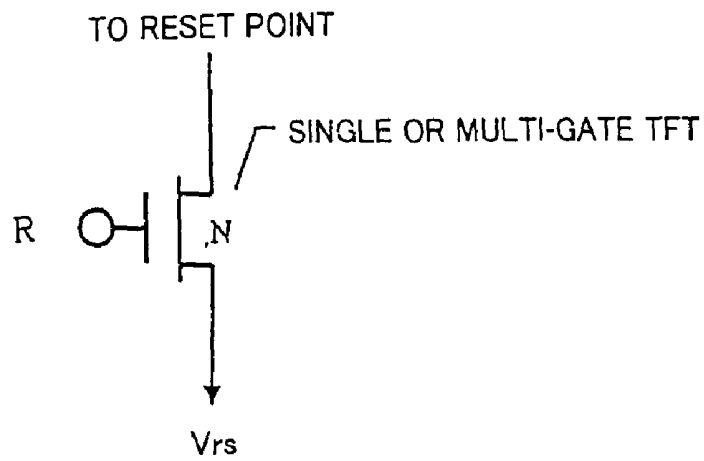 TO RESET POINT
SINGLE OR MULTI-GATE TFT
R
N
Vrs